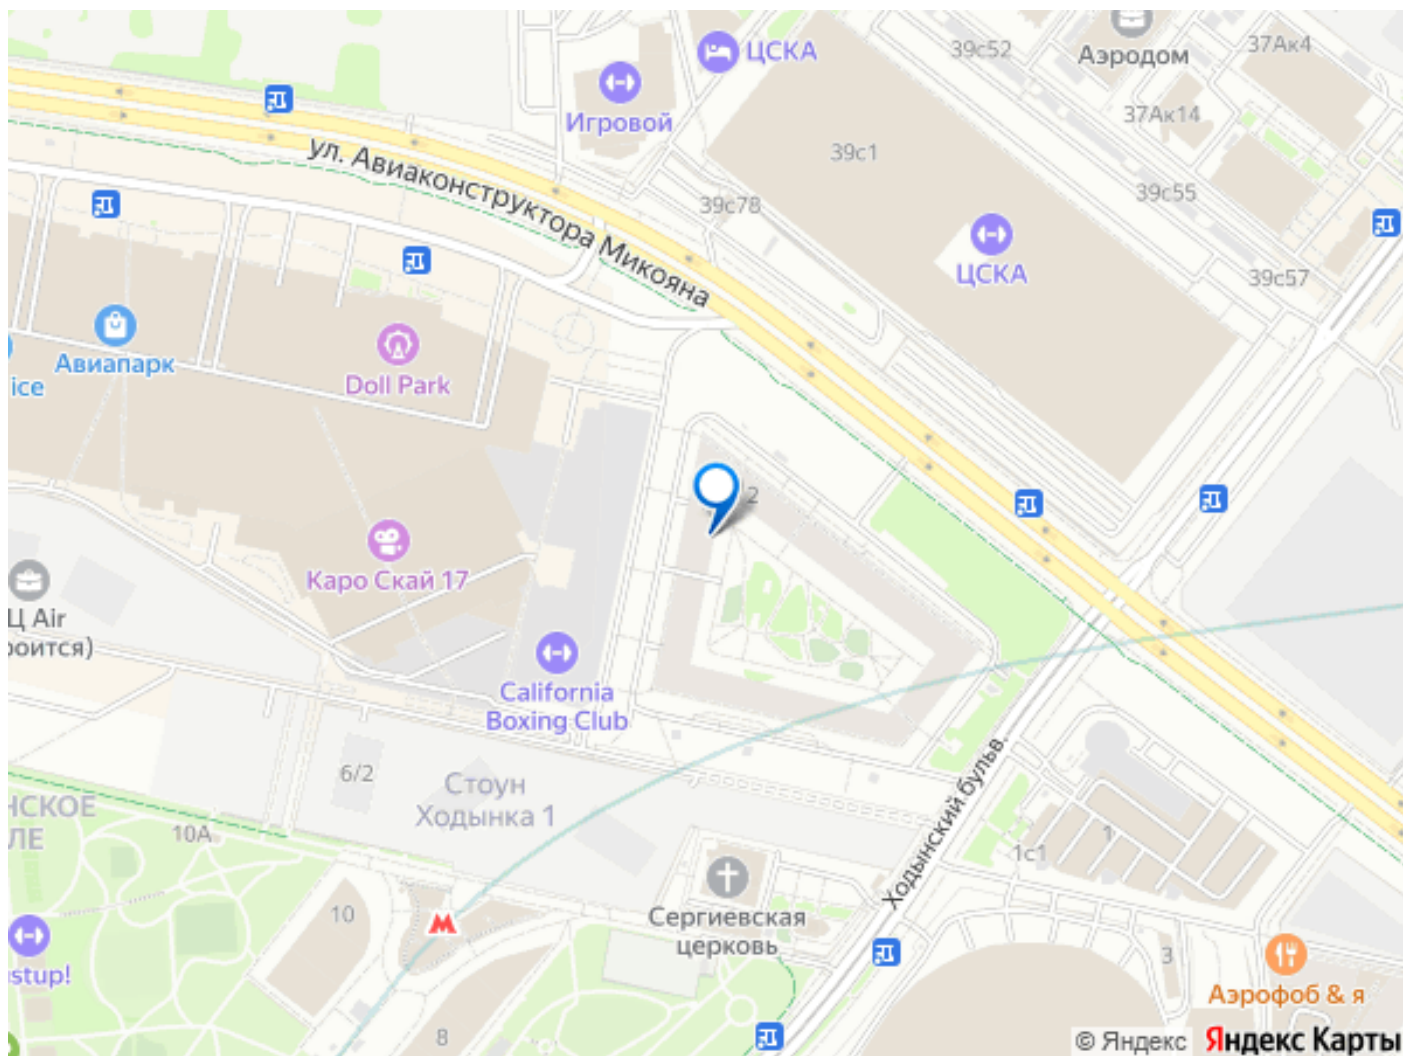 ЦСКА
39с52
Аэродом
37Ак4
Игровой
37Ак14
39с1
ул. Авиаконструктора Микояна
39с78
39с55
ЦСКА
39с57
Авиапарк
ice
Doll Park
2
Каро Скай 17
Ц Air
роится)
California
Boxing Club
6/2
Стоун
Ходынка 1
НСКОЕ
ЛЕ
10А
Ходынский бульв.
1
1с1
10
Сергиевская
церковь
stup!
3
Аэрофоб & я
8
© Яндекс Яндекс Карты